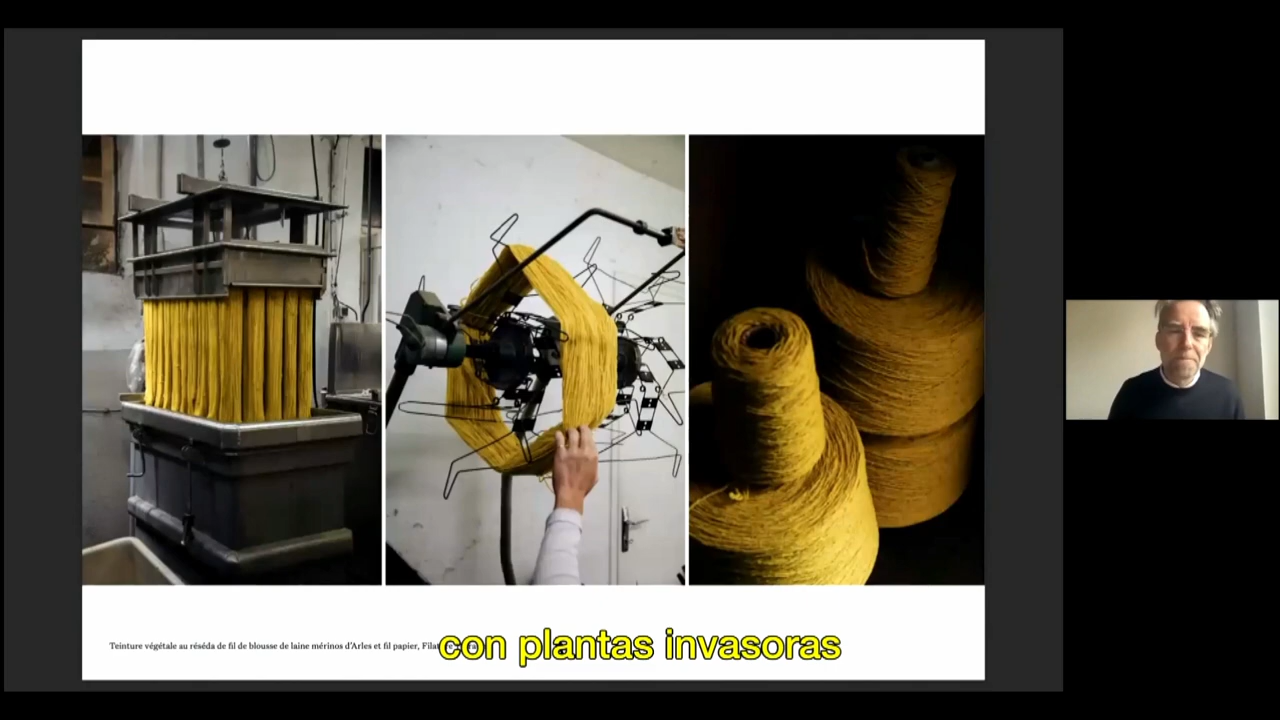 Teinture végétale au réséda de fil de blousse de laine mérinos d'Arles et fil papier,
con plantas invasoras